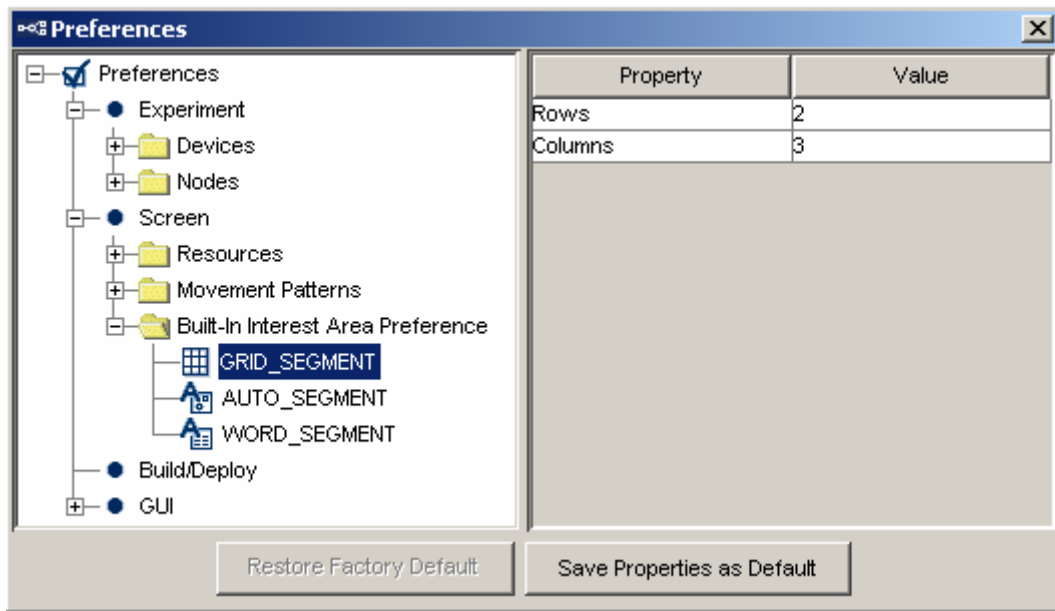 Preferences
Preferences
Experiment
Devices
Nodes
Screen
Resources
Movement Patterns
Built-In Interest Area Preference
GRID_SEGMENT
AUTO_SEGMENT
WORD_SEGMENT
Build/Deploy
GUI
Property Value
Rows 2
Columns 3
Restore Factory Default
Save Properties as Default